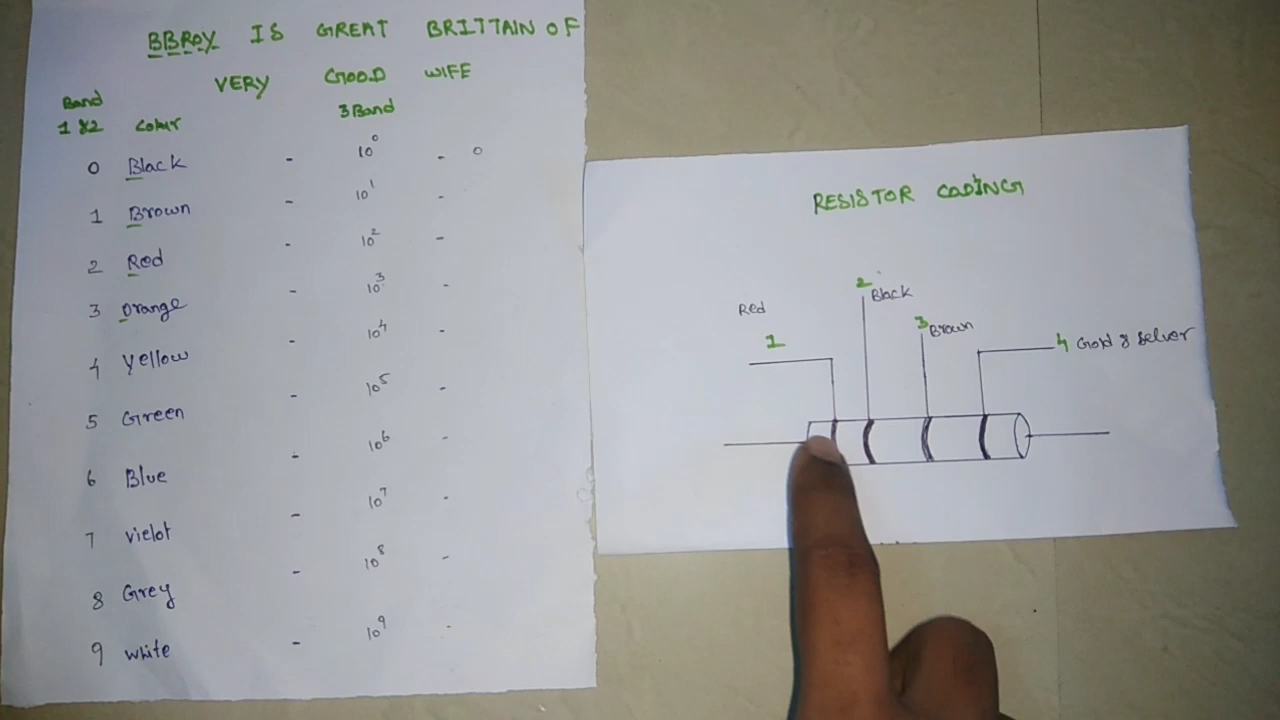 BBROY IS GREAT BRITTAIN OF
VERY GOOD WIFE
Band
1 &2 Colour 3 Band
0 Black - 10⁰ - 0
1 Brown - 10¹ -
2 Red - 10² -
3 Orange - 10³ -
4 Yellow - 10⁴ -
5 Green - 10⁵ -
6 Blue - 10⁶ -
7 Vielot - 10⁷ -
8 Grey - 10⁸ -
9 White - 10⁹ -
RESISTOR CODING
Red
1
2
Black
3 Brown
4 Gold & Selver